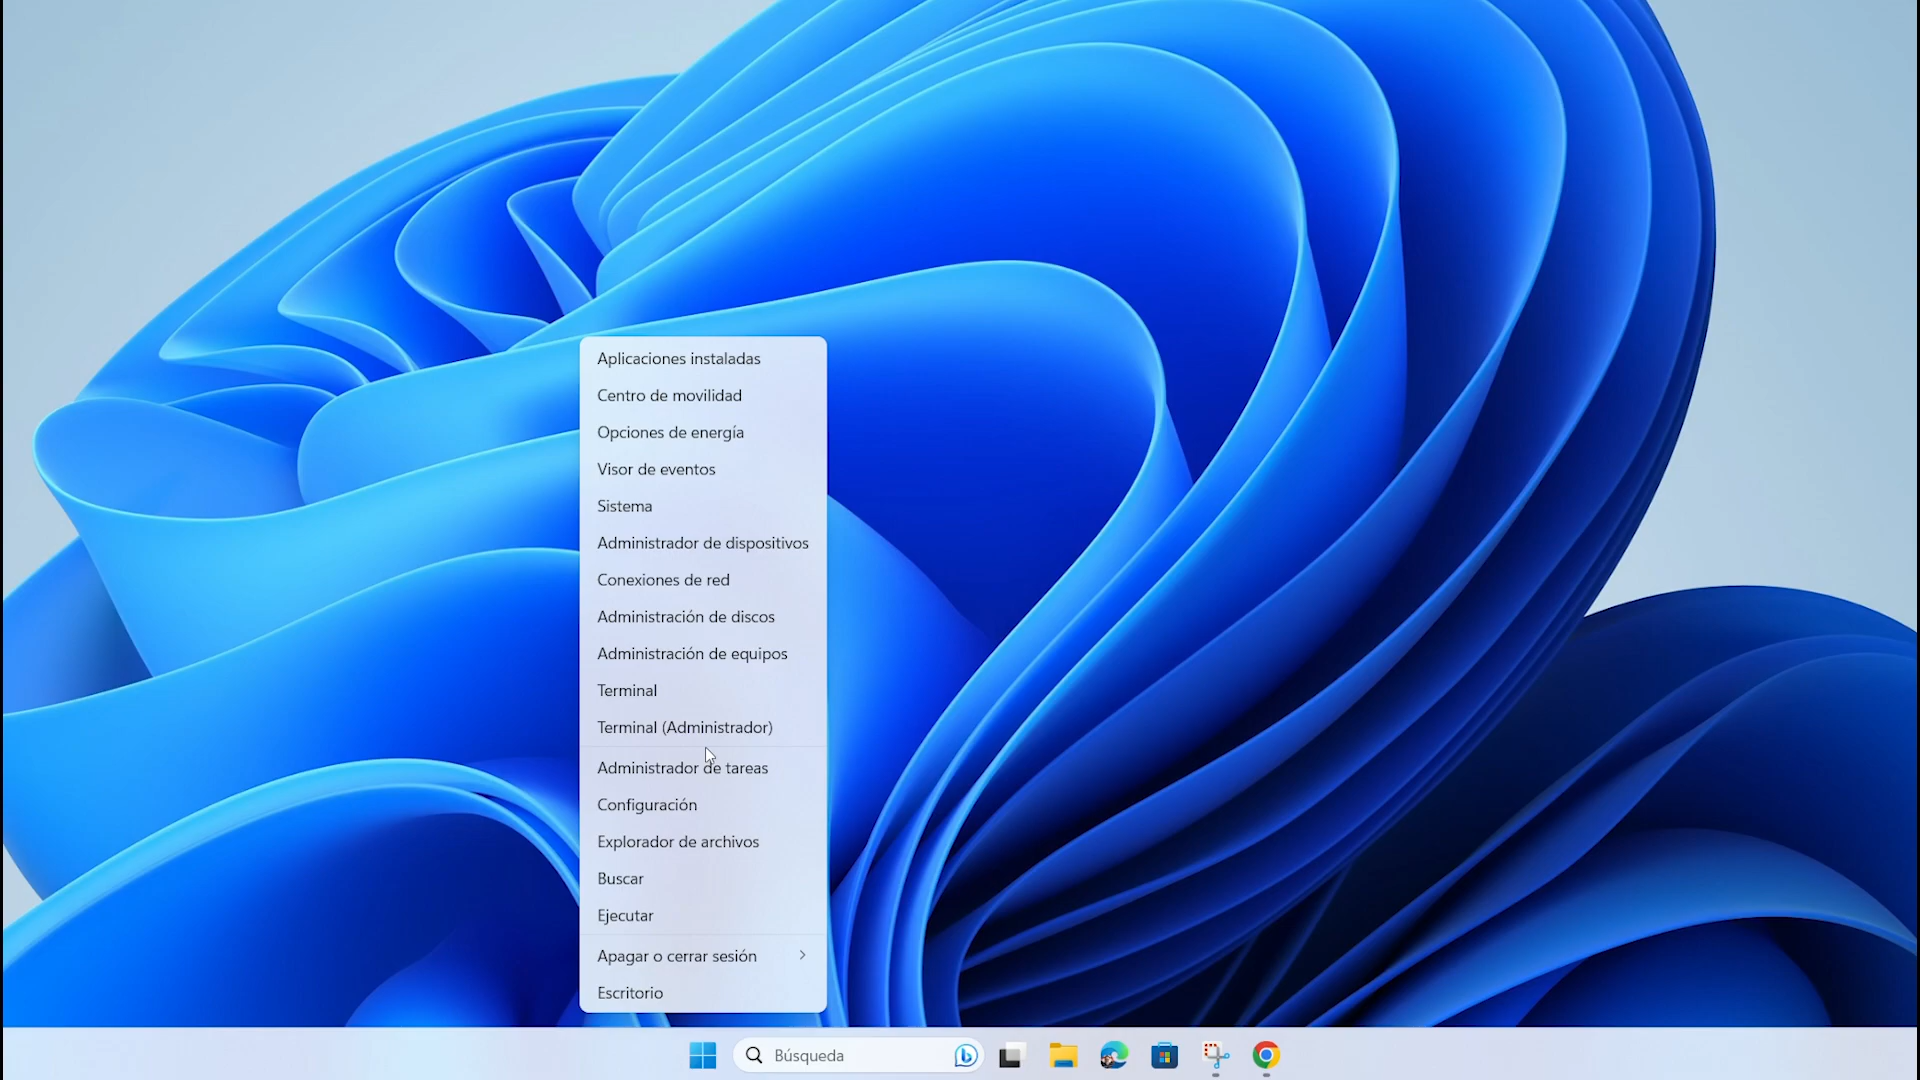 Aplicaciones instaladas
Centro de movilidad
Opciones de energía
Visor de eventos
Sistema
Administrador de dispositivos
Conexiones de red
Administración de discos
Administración de equipos
Terminal
Terminal (Administrador)
Administrador de tareas
Configuración
Explorador de archivos
Buscar
Ejecutar
Apagar o cerrar sesión
Escritorio
Búsqueda